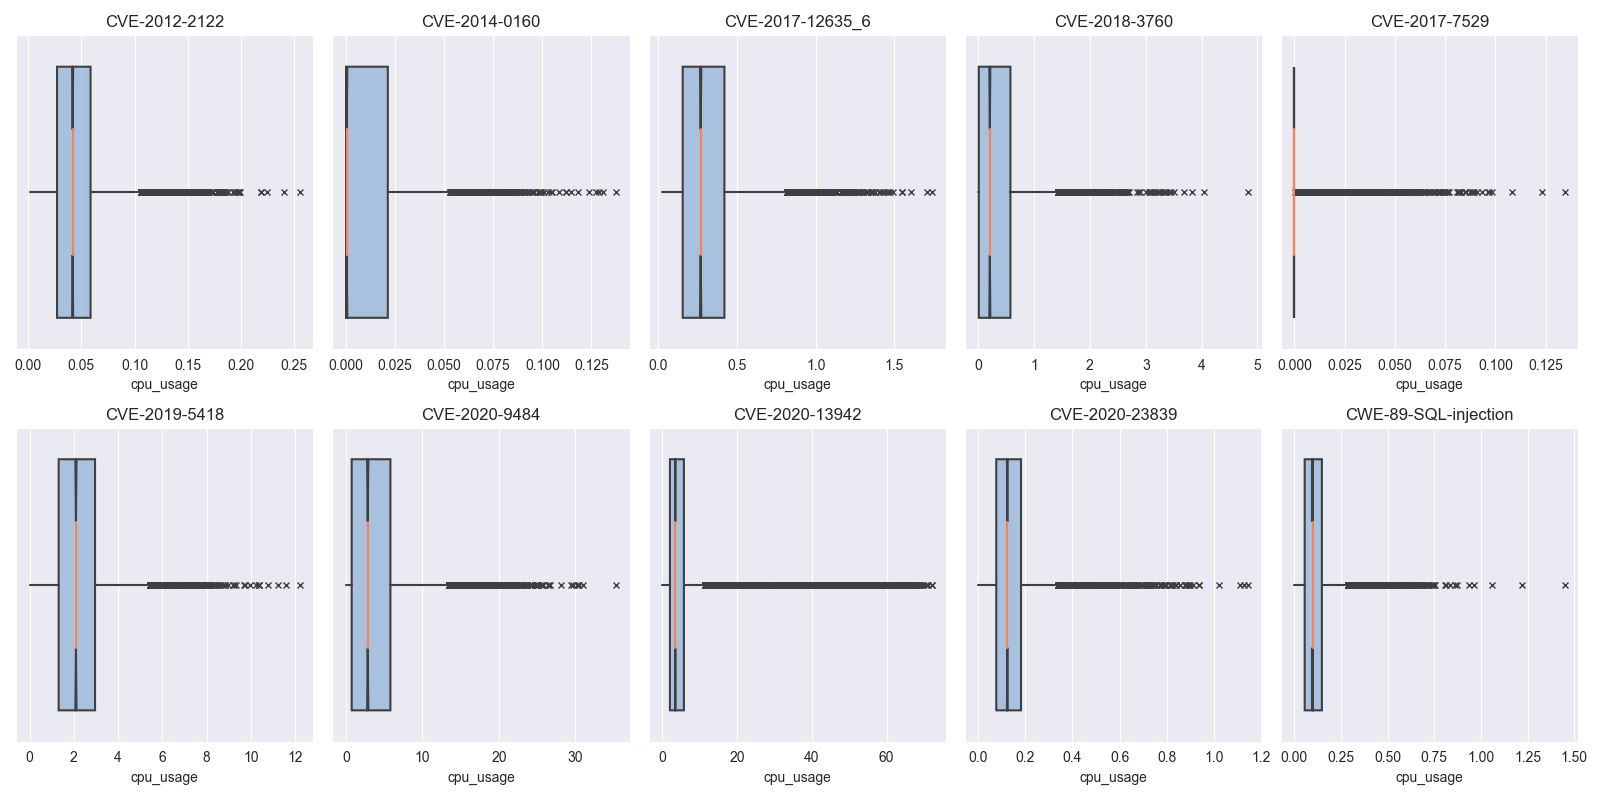 CVE-2012-2122 CVE-2014-0160 CVE-2017-12635_6 CVE-2018-3760 CVE-2017-7529
0.00 0.05 0.10 0.15 0.20 0.25 0.000 0.025 0.050 0.075 0.100 0.125 0.0 0.5 1.0 1.5 0 1 2 3 4 5 0.000 0.025 0.050 0.075 0.100 0.125
cpu_usage cpu_usage cpu_usage cpu_usage cpu_usage
CVE-2019-5418 CVE-2020-9484 CVE-2020-13942 CVE-2020-23839 CWE-89-SQL-injection
0 2 4 6 8 10 12 0 10 20 30 0 20 40 60 0.0 0.2 0.4 0.6 0.8 1.0 1.2 0.00 0.25 0.50 0.75 1.00 1.25 1.50
cpu_usage cpu_usage cpu_usage cpu_usage cpu_usage